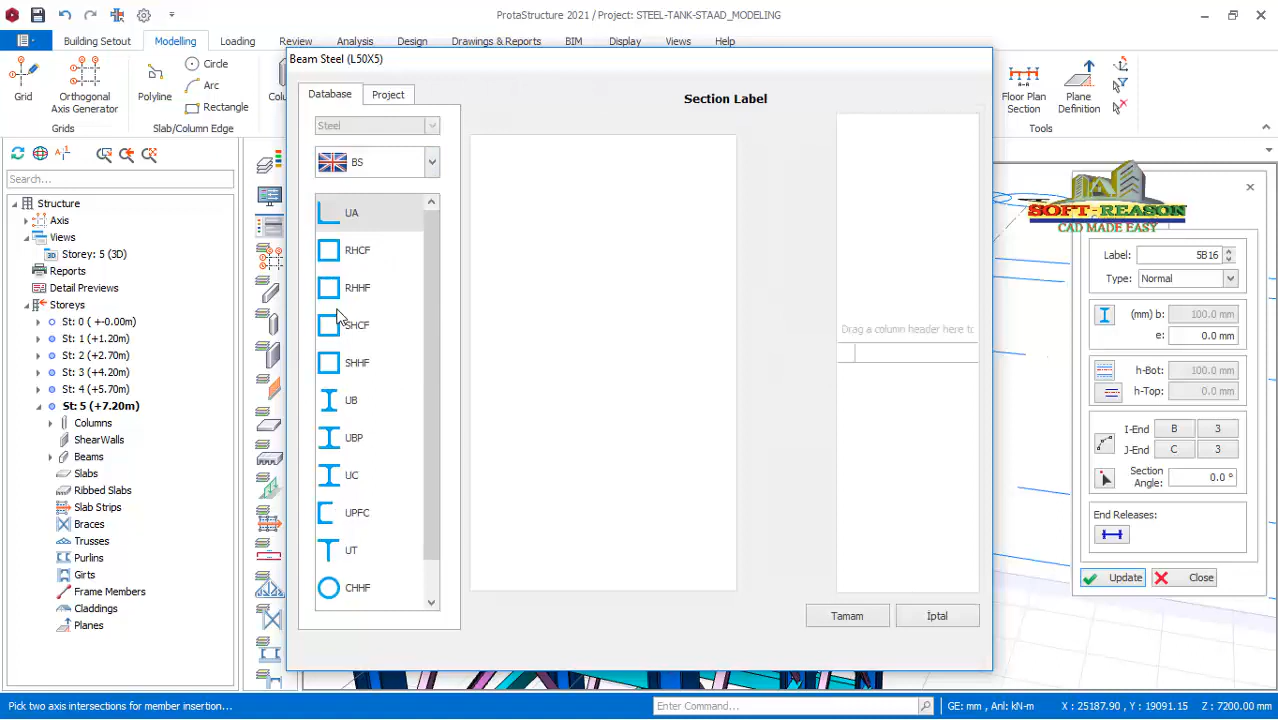 ProtaStructure 2021 / Project: STEEL-TANK-STAAD_MODELING
Building Setout
Modelling
Loading
Interaction
Analysis
Design
Drawings & Reports
BIM
Display
Views
Help
Grid
Orthogonal
Axis Generator
Grids
Polyline
Circle
Arc
Rectangle
Slab/Column Edge
Floor Plan
Section
Plane
Definition
Tools
Search...
Structure
Axis
Views
Storey: 5 (3D)
Reports
Detail Previews
Storeys
St: 0 ( +-0.00m)
St: 1 (+1.20m)
St: 2 (+2.70m)
St: 3 (+4.20m)
St: 4 (+5.70m)
St: 5 (+7.20m)
Columns
ShearWalls
Beams
Slabs
Ribbed Slabs
Slab Strips
Braces
Trusses
Purlins
Girts
Frame Members
Claddings
Planes
Beam Steel (L50X5)
Database
Project
Steel
BS
UA
RHCF
RHHF
SHCF
SHHF
UB
UBP
UC
UPFC
UT
CHHF
Section Label
Drag a column header here to
Tamam
İptal
SOFT-REASON
CAD MADE EASY
Label:
5B16
Type:
Normal
(mm) b:
100.0 mm
e:
0.0 mm
h-Bot:
100.0 mm
h-Top:
0.0 mm
I-End
B
3
J-End
C
3
Section
Angle:
0.0 °
End Releases:
Update
Close
Pick two axis intersections for member insertion...
Enter Command...
GE: mm, Anl: kN-m
X : 25187.90 , Y : 19091.15
Z : 7200.00 mm